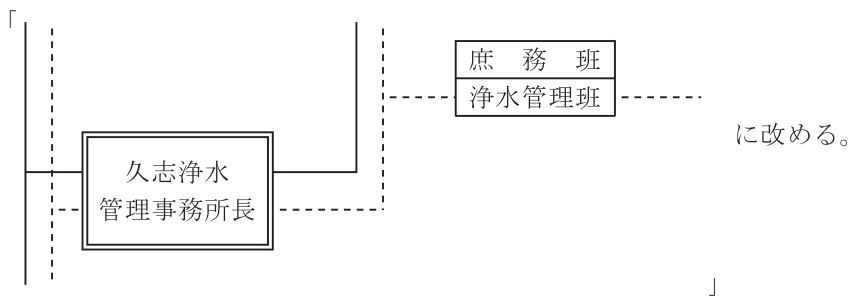 「
庶務班
浄水管理班
に改める。
久志浄水
管理事務所長
」